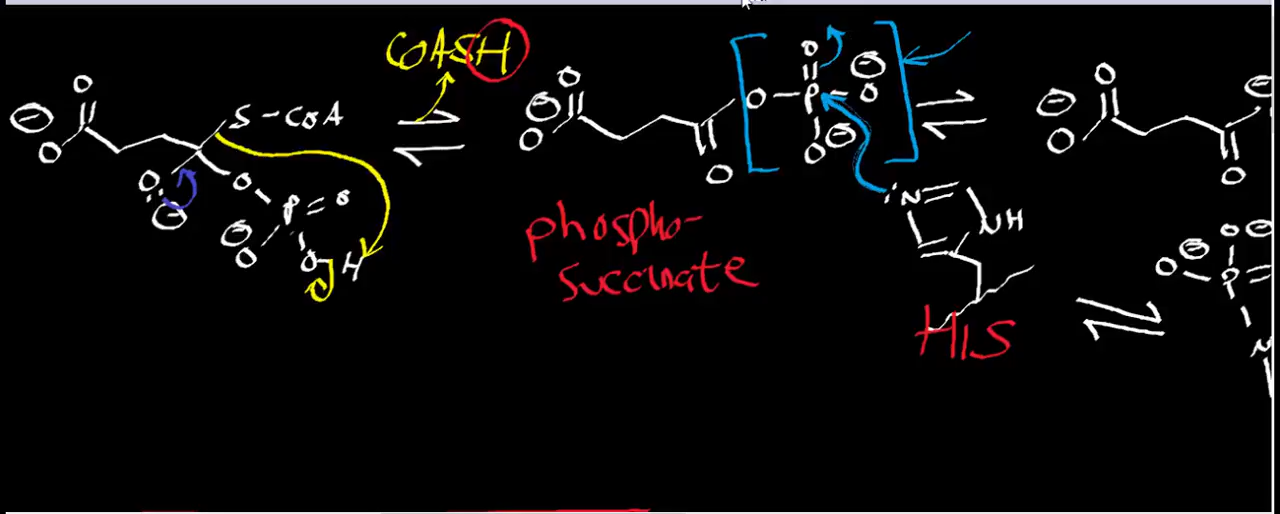 CoASH
O
S-CoA
O
O
O
P=O
O
O H
O
O
O-P-O
O
O
O
phospho-
succinate
:N
NH
HIS
O
O
O
O
O
P
N